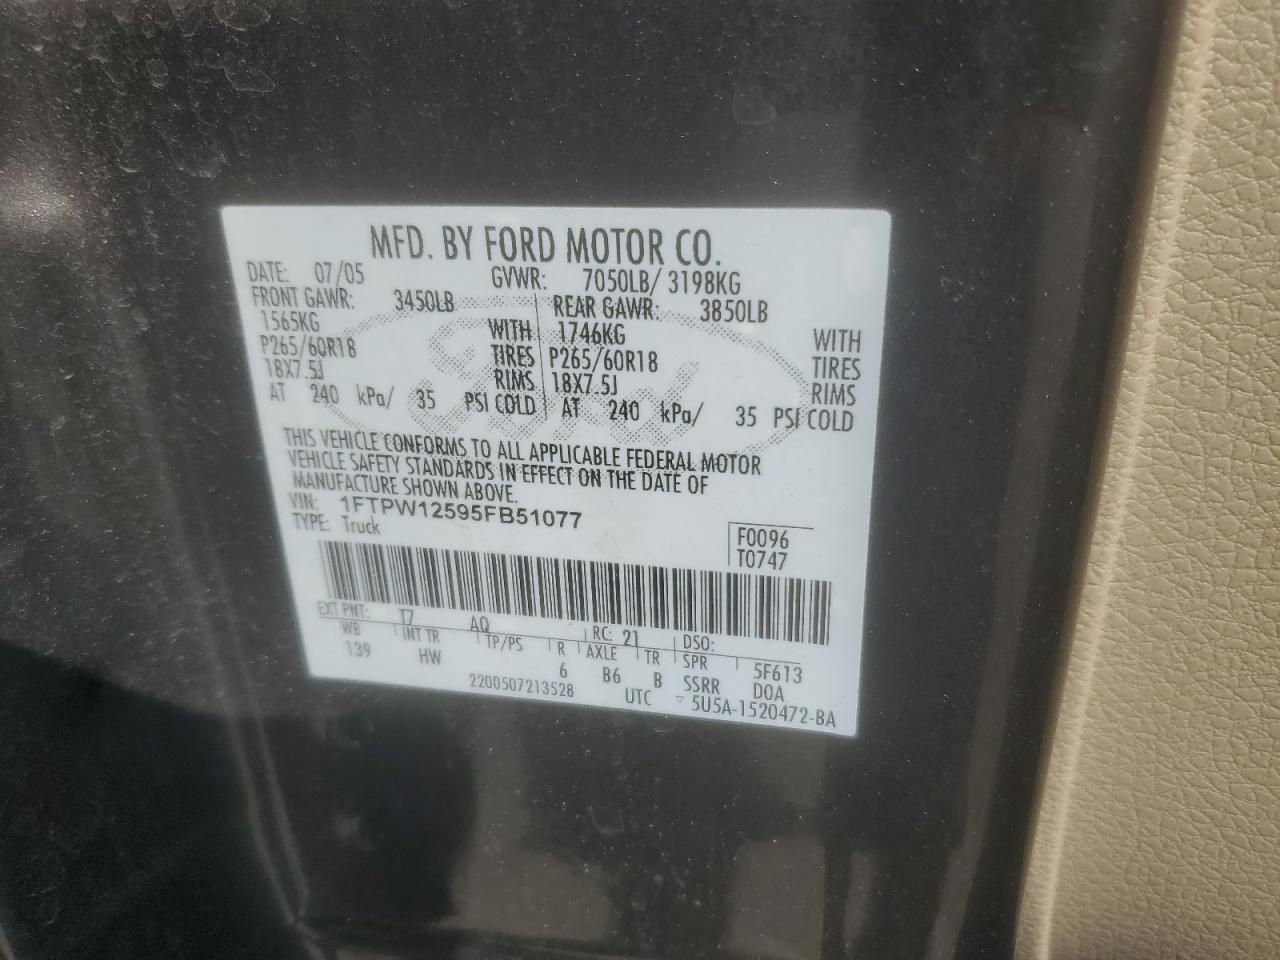 MFD. BY FORD MOTOR CO.
DATE: 07/05 GVWR: 7050LB/ 3198KG
FRONT GAWR: 3450LB REAR GAWR: 3850LB
1565KG WITH 1746KG WITH
P265/60R18 TIRES P265/60R18 TIRES
18X7.5J RIMS 18X7.5J RIMS
AT 240 kPa/ 35 PSI COLD AT 240 kPa/ 35 PSI COLD
THIS VEHICLE CONFORMS TO ALL APPLICABLE FEDERAL MOTOR
VEHICLE SAFETY STANDARDS IN EFFECT ON THE DATE OF
MANUFACTURE SHOWN ABOVE.
VIN: 1FTPW12595FB51077
TYPE: Truck
F0096
T0747
EXT PNT: T7 AQ RC: 21 DSO:
WB INT TR TP/PS R AXLE TR SPR 5F613
139 HW 6 B6 B SSRR DOA
2200507213528 UTC ▽ 5U5A-1520472-BA
Ford